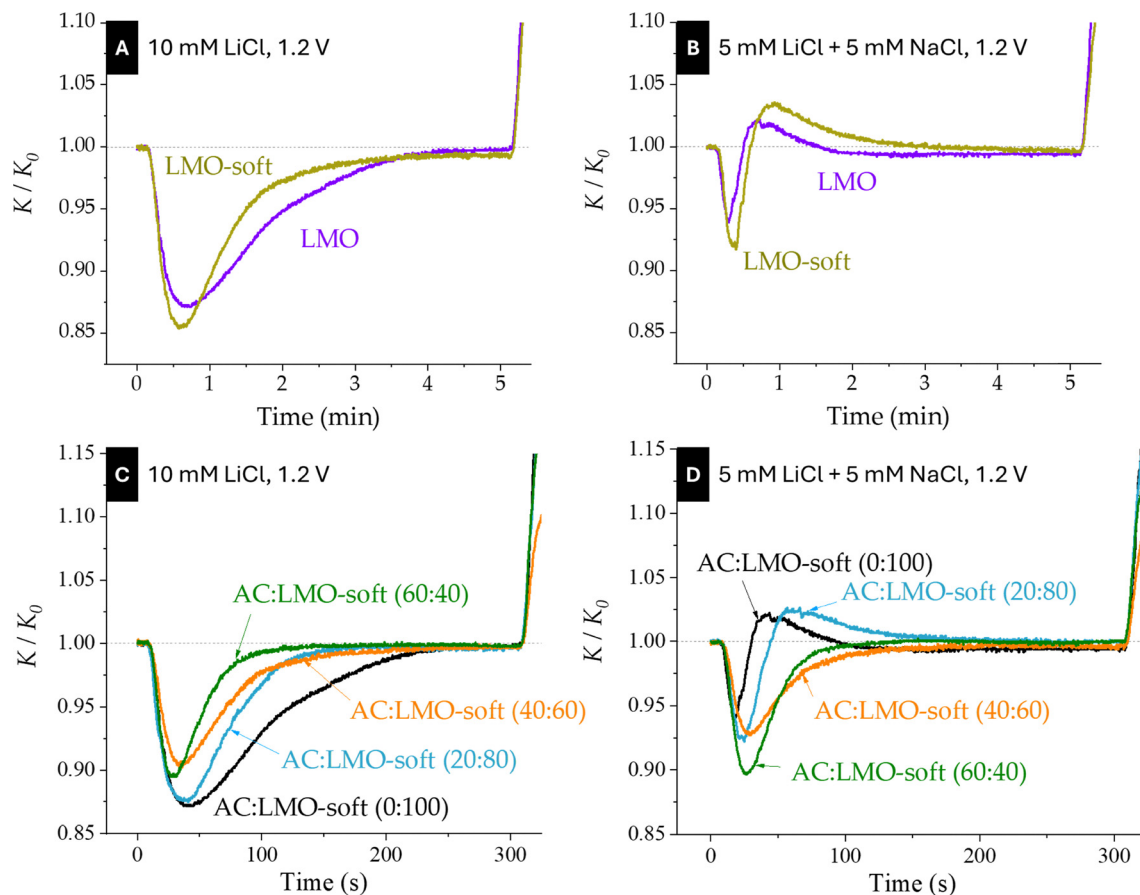 A 10 mM LiCl, 1.2 V
1.10
1.05
1.00
0.95
0.90
0.85
K / K0
LMO-soft
LMO
0 1 2 3 4 5
Time (min)
B 5 mM LiCl + 5 mM NaCl, 1.2 V
1.10
1.05
1.00
0.95
0.90
0.85
K / K0
LMO
LMO-soft
0 1 2 3 4 5
Time (min)
C 10 mM LiCl, 1.2 V
1.15
1.10
1.05
1.00
0.95
0.90
0.85
K / K0
AC:LMO-soft (60:40)
AC:LMO-soft (40:60)
AC:LMO-soft (20:80)
AC:LMO-soft (0:100)
0 100 200 300
Time (s)
D 5 mM LiCl + 5 mM NaCl, 1.2 V
1.15
1.10
1.05
1.00
0.95
0.90
0.85
K / K0
AC:LMO-soft (0:100)
AC:LMO-soft (20:80)
AC:LMO-soft (40:60)
AC:LMO-soft (60:40)
0 100 200 300
Time (s)